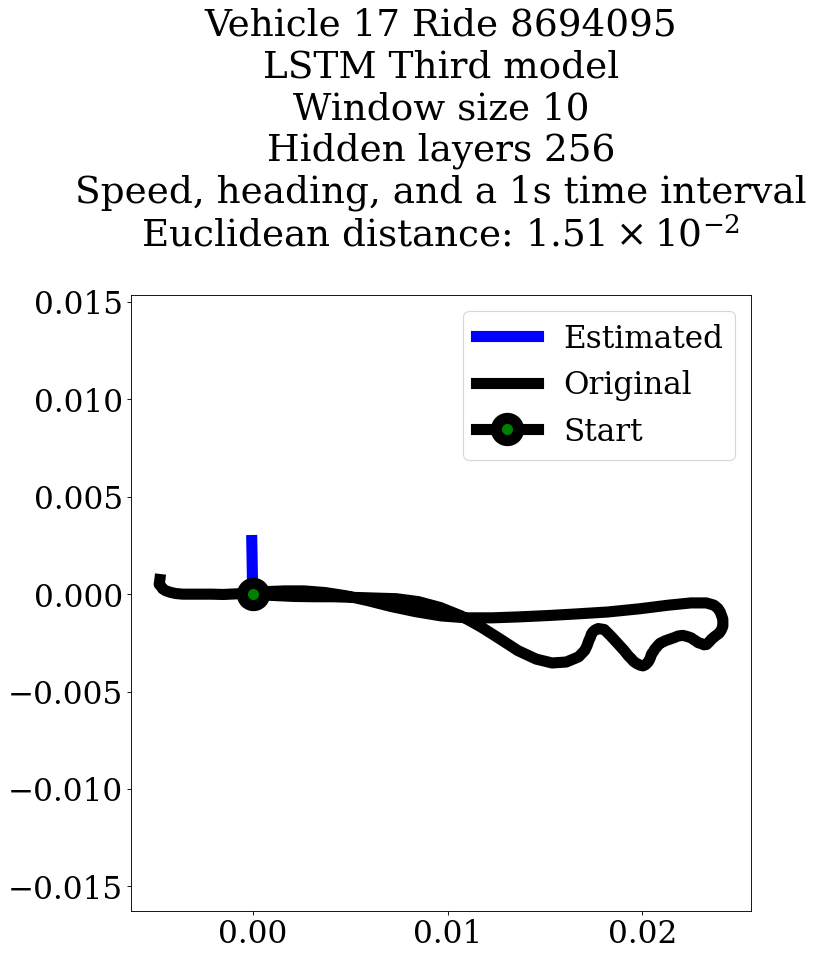 Vehicle 17 Ride 8694095
LSTM Third model
Window size 10
Hidden layers 256
Speed, heading, and a 1s time interval
Euclidean distance: 1.51 × 10⁻²
0.015
0.010
0.005
0.000
−0.005
−0.010
−0.015
Estimated
Original
Start
0.00
0.01
0.02